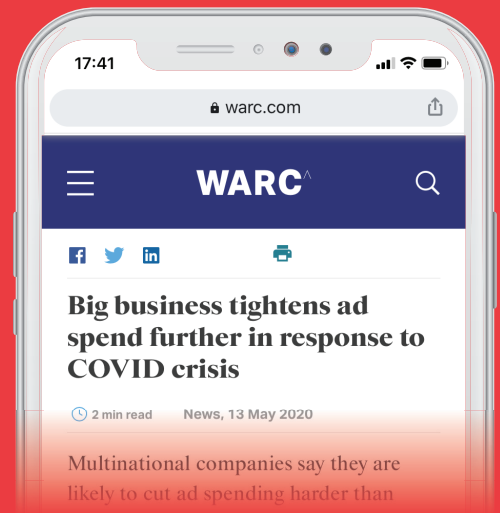 17:41
warc.com
WARC^
Big business tightens ad
spend further in response to
COVID crisis
2 min read News, 13 May 2020
Multinational companies say they are
likely to cut ad spending harder than